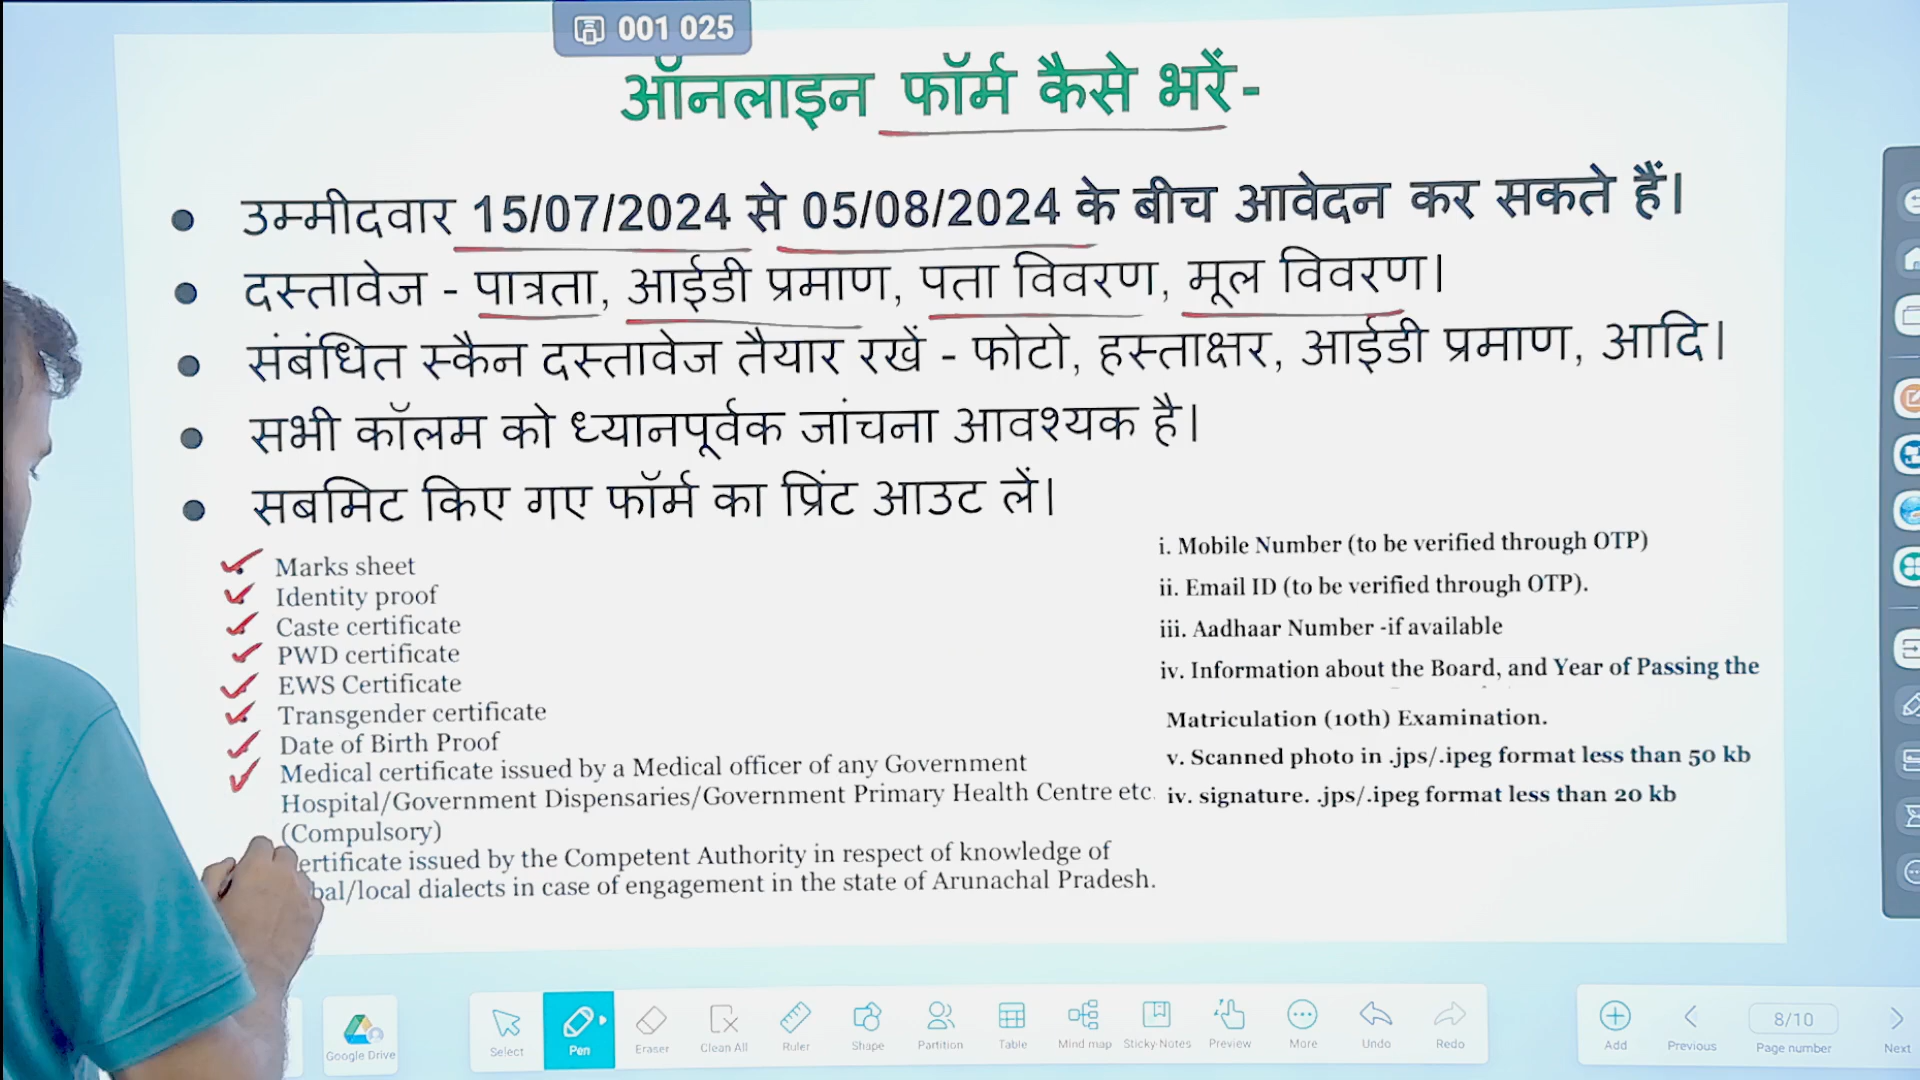 001 025
ऑनलाइन फॉर्म कैसे भरें-
उम्मीदवार 15/07/2024 से 05/08/2024 के बीच आवेदन कर सकते हैं।
दस्तावेज - पात्रता, आईडी प्रमाण, पता विवरण, मूल विवरण।
संबंधित स्कैन दस्तावेज तैयार रखें - फोटो, हस्ताक्षर, आईडी प्रमाण, आदि।
सभी कॉलम को ध्यानपूर्वक जांचना आवश्यक है।
सबमिट किए गए फॉर्म का प्रिंट आउट लें।
Marks sheet
Identity proof
Caste certificate
PWD certificate
EWS Certificate
Transgender certificate
Date of Birth Proof
Medical certificate issued by a Medical officer of any Government
Hospital/Government Dispensaries/Government Primary Health Centre etc.
(Compulsory)
issued by the Competent Authority in respect of knowledge of
dialects in case of engagement in the state of Arunachal Pradesh.
i. Mobile Number (to be verified through OTP)
ii. Email ID (to be verified through OTP).
iii. Aadhaar Number -if available
iv. Information about the Board, and Year of Passing the
Matriculation (10th) Examination.
v. Scanned photo in .jps/.ipeg format less than 50 kb
iv. signature. .jps/.ipeg format less than 20 kb
Google Drive
Select Pen Eraser Clean All Ruler Shape Partition Table Mind map Sticky Notes Preview More Undo Redo
8/10
Add Previous Page number Next